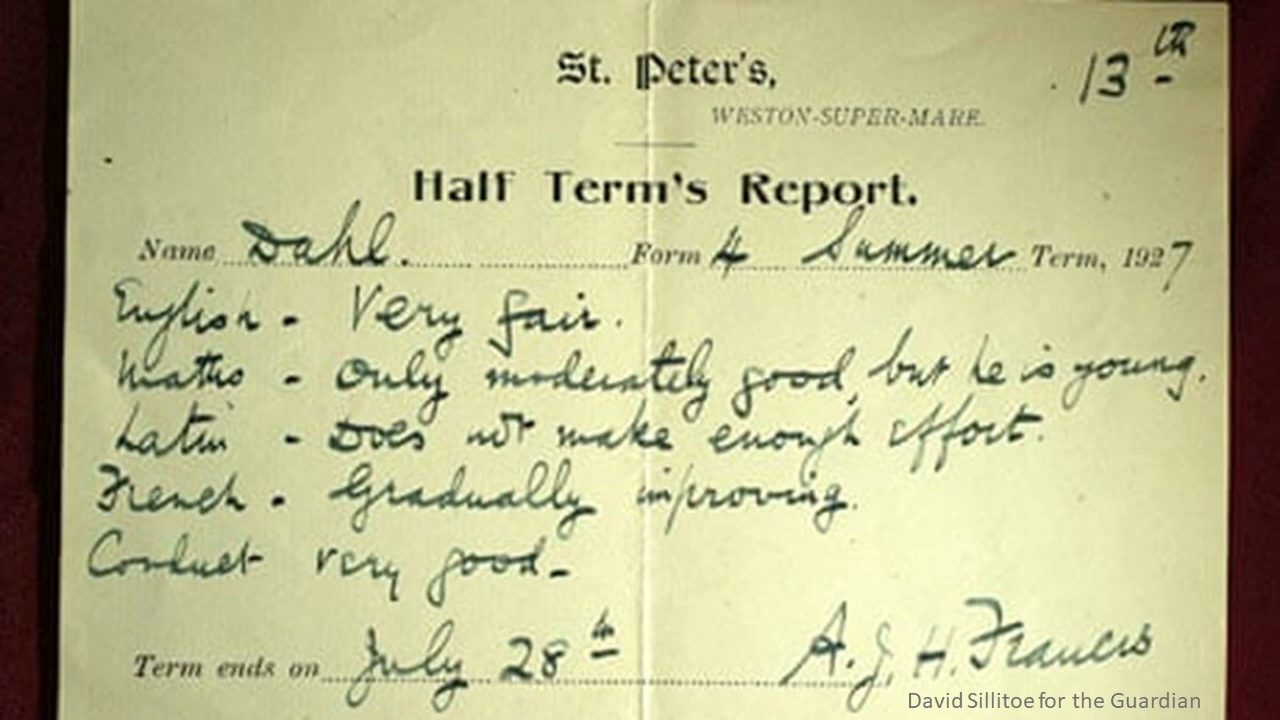 St. Peter's,
13th
WESTON-SUPER-MARE.
Half Term's Report.
Name Dahl. Form 4 Summer Term, 1927
English - Very fair.
Maths - Only moderately good, but he is young.
Latin - Does not make enough effort.
French - Gradually improving.
Conduct very good -
Term ends on July 28th A. J. H. Francis
David Sillitoe for the Guardian